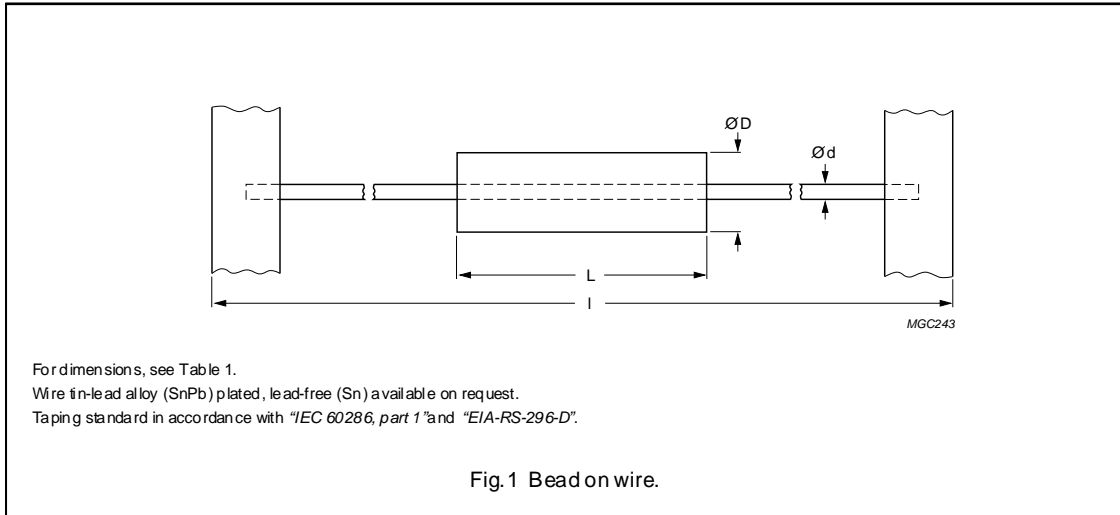 ØD
Ød
L
l
MGC243
For dimensions, see Table 1.
Wire tin-lead alloy (SnPb) plated, lead-free (Sn) available on request.
Taping standard in accordance with “IEC 60286, part 1” and “EIA-RS-296-D”.
Fig.1 Bead on wire.